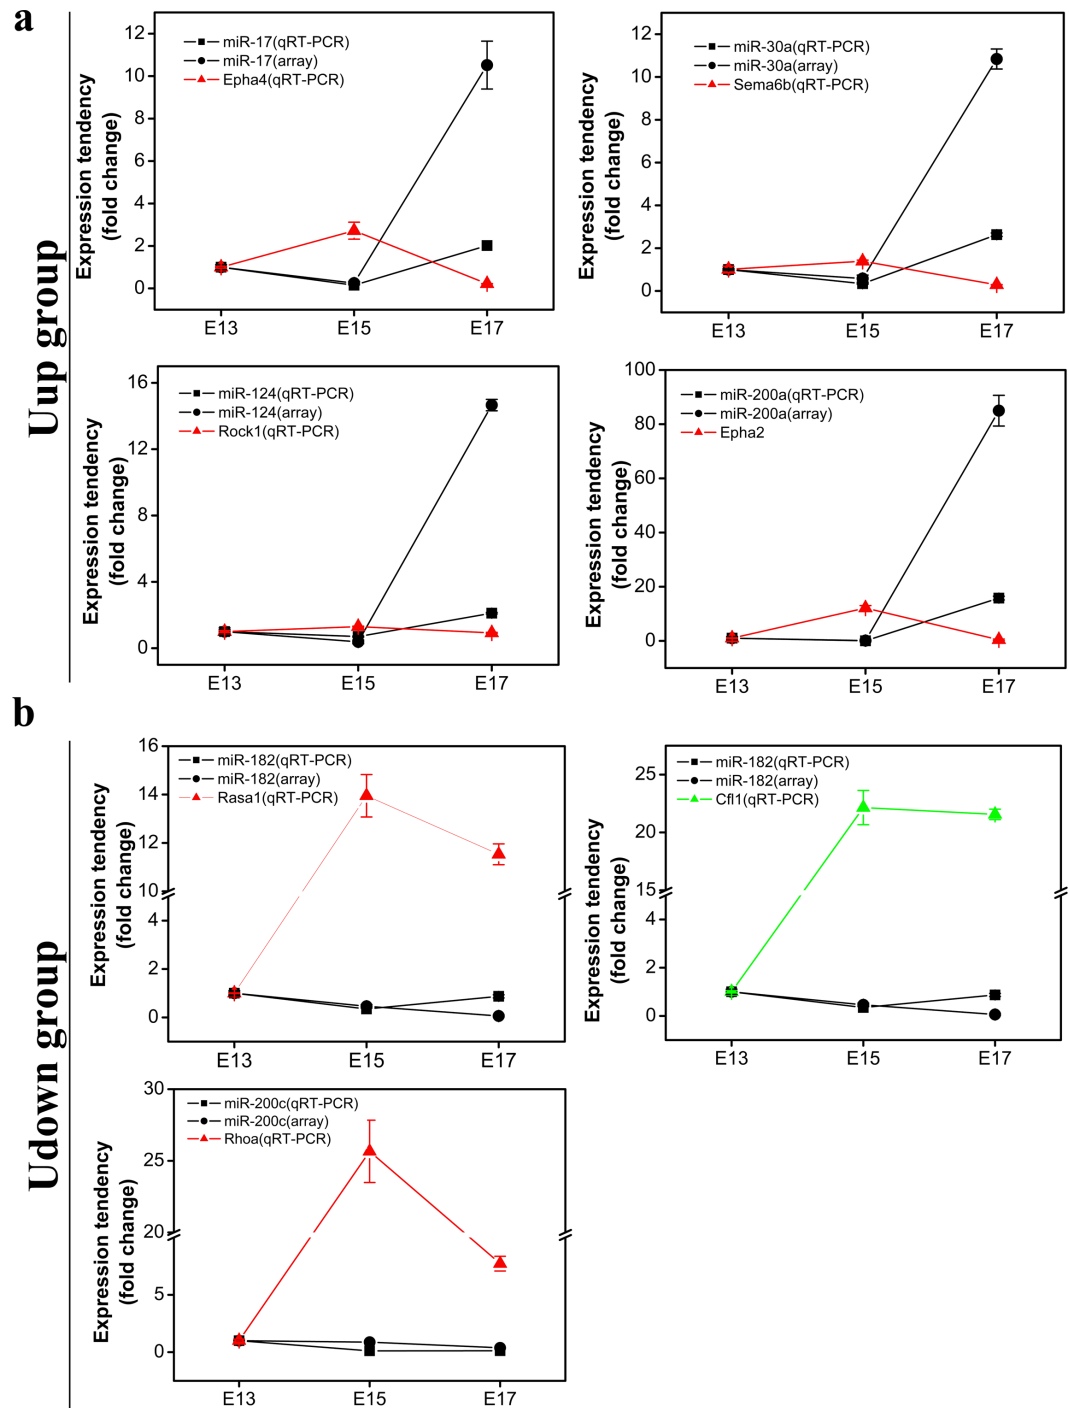 a
Uup group
Expression tendency
(fold change)
12
10
8
6
4
2
0
miR-17(qRT-PCR)
miR-17(array)
Epha4(qRT-PCR)
E13 E15 E17
Expression tendency
(fold change)
12
10
8
6
4
2
0
miR-30a(qRT-PCR)
miR-30a(array)
Sema6b(qRT-PCR)
E13 E15 E17
Expression tendency
(fold change)
16
12
8
4
0
miR-124(qRT-PCR)
miR-124(array)
Rock1(qRT-PCR)
E13 E15 E17
Expression tendency
(fold change)
100
80
60
40
20
0
miR-200a(qRT-PCR)
miR-200a(array)
Epha2
E13 E15 E17
b
Udown group
Expression tendency
(fold change)
16
14
12
10
4
2
0
miR-182(qRT-PCR)
miR-182(array)
Rasa1(qRT-PCR)
E13 E15 E17
Expression tendency
(fold change)
25
20
15
4
2
0
miR-182(qRT-PCR)
miR-182(array)
Cfl1(qRT-PCR)
E13 E15 E17
Expression tendency
(fold change)
30
25
20
5
0
miR-200c(qRT-PCR)
miR-200c(array)
Rhoa(qRT-PCR)
E13 E15 E17